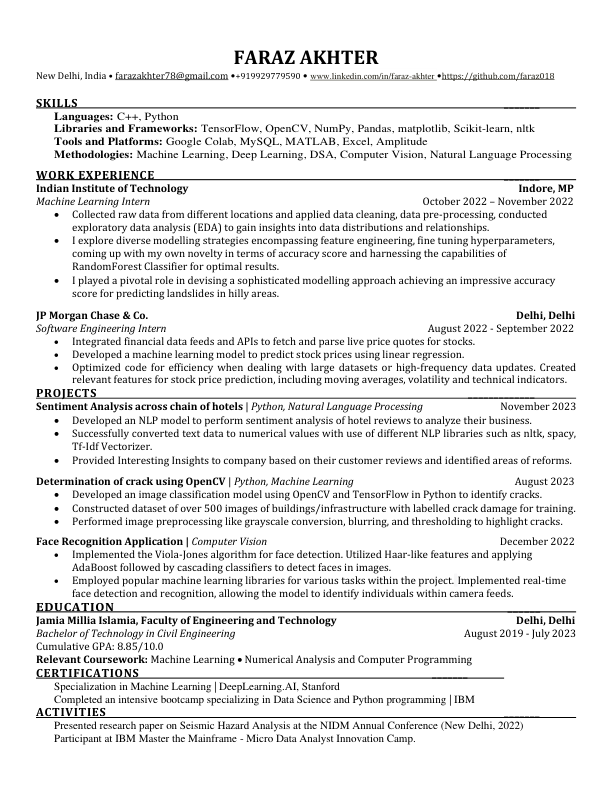 FARAZ AKHTER
New Delhi, India • farazakhter78@gmail.com •+919929779590 • www.linkedin.com/in/faraz-akhter •https://github.com/faraz018
SKILLS
Languages: C++, Python
Libraries and Frameworks: TensorFlow, OpenCV, NumPy, Pandas, matplotlib, Scikit-learn, nltk
Tools and Platforms: Google Colab, MySQL, MATLAB, Excel, Amplitude
Methodologies: Machine Learning, Deep Learning, DSA, Computer Vision, Natural Language Processing
WORK EXPERIENCE
Indian Institute of Technology Indore, MP
Machine Learning Intern October 2022 – November 2022
• Collected raw data from different locations and applied data cleaning, data pre-processing, conducted
exploratory data analysis (EDA) to gain insights into data distributions and relationships.
• I explore diverse modelling strategies encompassing feature engineering, fine tuning hyperparameters,
coming up with my own novelty in terms of accuracy score and harnessing the capabilities of
RandomForest Classifier for optimal results.
• I played a pivotal role in devising a sophisticated modelling approach achieving an impressive accuracy
score for predicting landslides in hilly areas.
JP Morgan Chase & Co. Delhi, Delhi
Software Engineering Intern August 2022 - September 2022
• Integrated financial data feeds and APIs to fetch and parse live price quotes for stocks.
• Developed a machine learning model to predict stock prices using linear regression.
• Optimized code for efficiency when dealing with large datasets or high-frequency data updates. Created
relevant features for stock price prediction, including moving averages, volatility and technical indicators.
PROJECTS
Sentiment Analysis across chain of hotels | Python, Natural Language Processing November 2023
• Developed an NLP model to perform sentiment analysis of hotel reviews to analyze their business.
• Successfully converted text data to numerical values with use of different NLP libraries such as nltk, spacy,
Tf-Idf Vectorizer.
• Provided Interesting Insights to company based on their customer reviews and identified areas of reforms.
Determination of crack using OpenCV | Python, Machine Learning August 2023
• Developed an image classification model using OpenCV and TensorFlow in Python to identify cracks.
• Constructed dataset of over 500 images of buildings/infrastructure with labelled crack damage for training.
• Performed image preprocessing like grayscale conversion, blurring, and thresholding to highlight cracks.
Face Recognition Application | Computer Vision December 2022
• Implemented the Viola-Jones algorithm for face detection. Utilized Haar-like features and applying
AdaBoost followed by cascading classifiers to detect faces in images.
• Employed popular machine learning libraries for various tasks within the project. Implemented real-time
face detection and recognition, allowing the model to identify individuals within camera feeds.
EDUCATION
Jamia Millia Islamia, Faculty of Engineering and Technology Delhi, Delhi
Bachelor of Technology in Civil Engineering August 2019 - July 2023
Cumulative GPA: 8.85/10.0
Relevant Coursework: Machine Learning • Numerical Analysis and Computer Programming
CERTIFICATIONS
Specialization in Machine Learning | DeepLearning.AI, Stanford
Completed an intensive bootcamp specializing in Data Science and Python programming | IBM
ACTIVITIES
Presented research paper on Seismic Hazard Analysis at the NIDM Annual Conference (New Delhi, 2022)
Participant at IBM Master the Mainframe - Micro Data Analyst Innovation Camp.